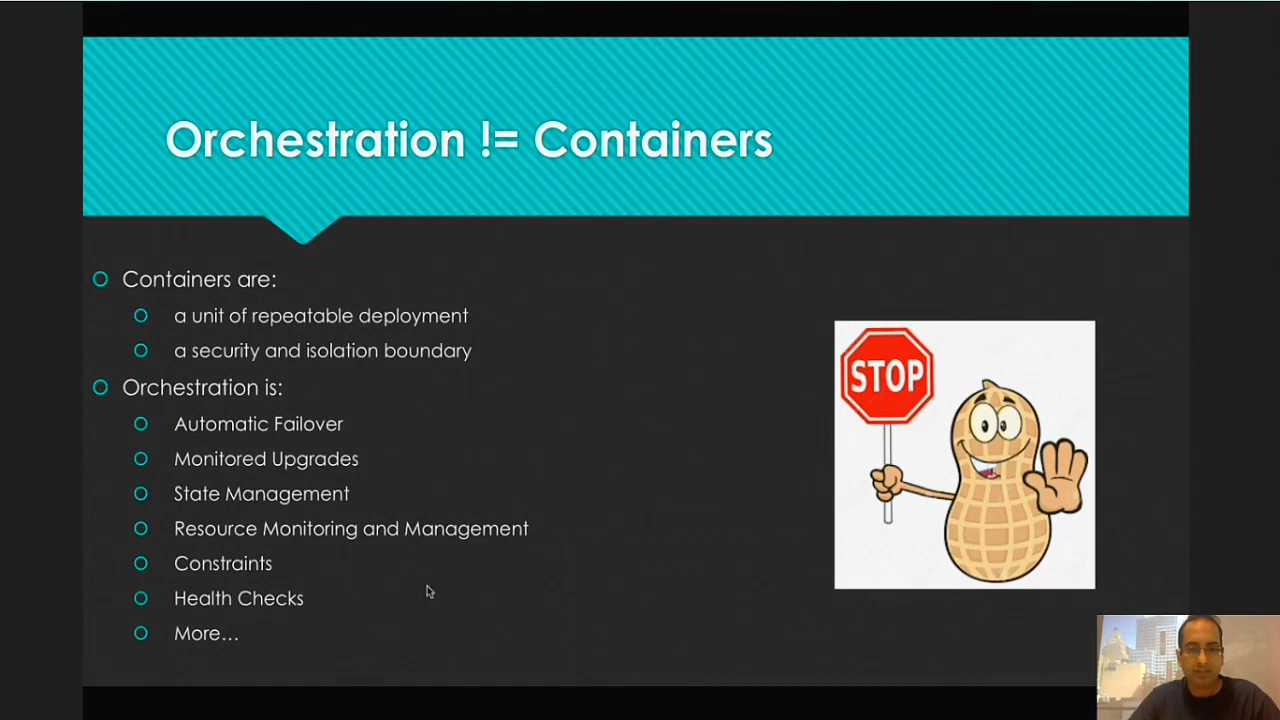 Orchestration != Containers
Containers are:
a unit of repeatable deployment
a security and isolation boundary
Orchestration is:
Automatic Failover
Monitored Upgrades
State Management
Resource Monitoring and Management
Constraints
Health Checks
More…
STOP